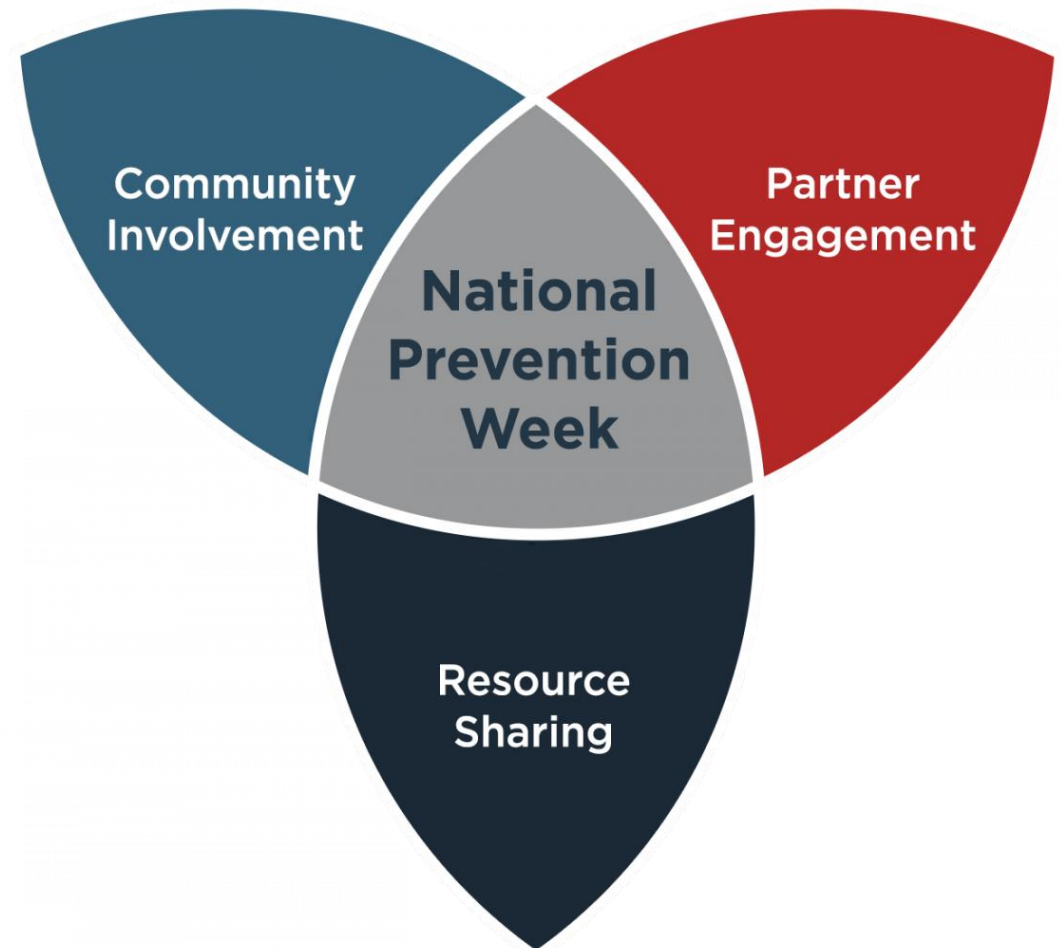 Community
Involvement
Partner
Engagement
National
Prevention
Week
Resource
Sharing